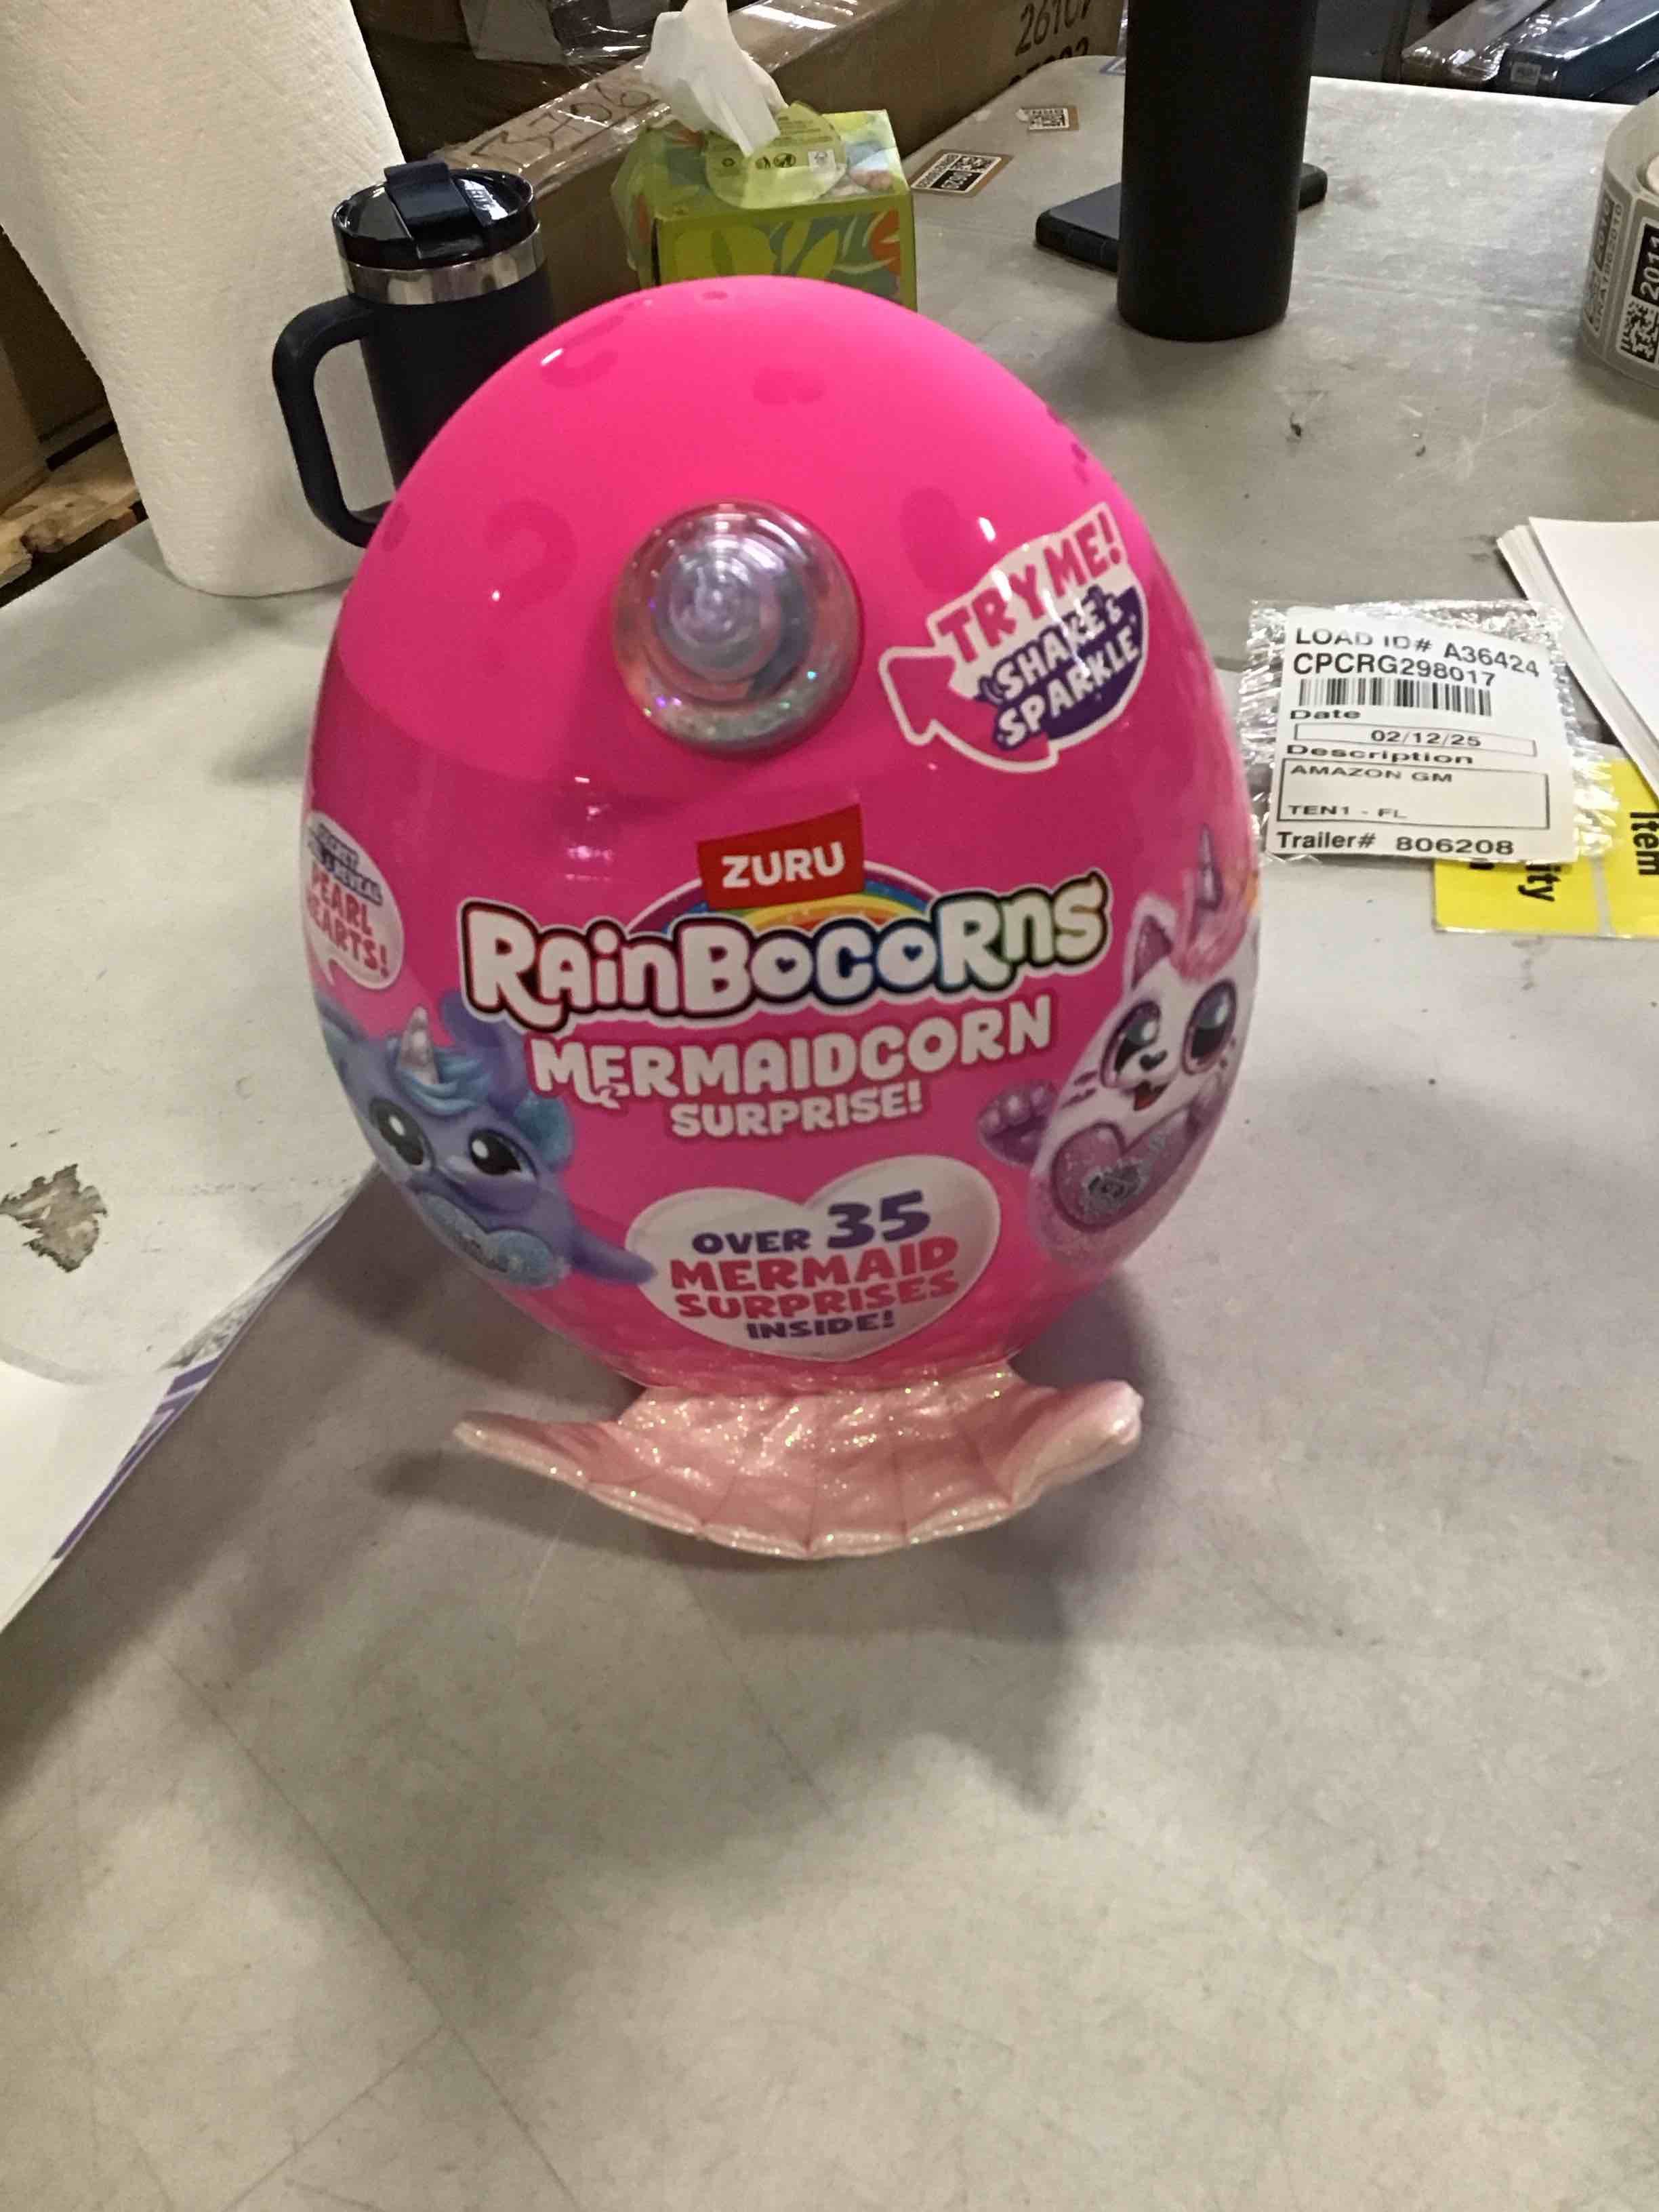 TRY ME!
SHAKE &
SPARKLE
PEARL
HEARTS!
ZURU
RAINBOCORNS
MERMAIDCORN
SURPRISE!
OVER 35
MERMAID
SURPRISES
INSIDE!
LOAD ID# A36424
CPCRG298017
Date
02/12/25
Description
AMAZON GM
TEN1 - FL
Trailer# 806208
Item
ity
2011